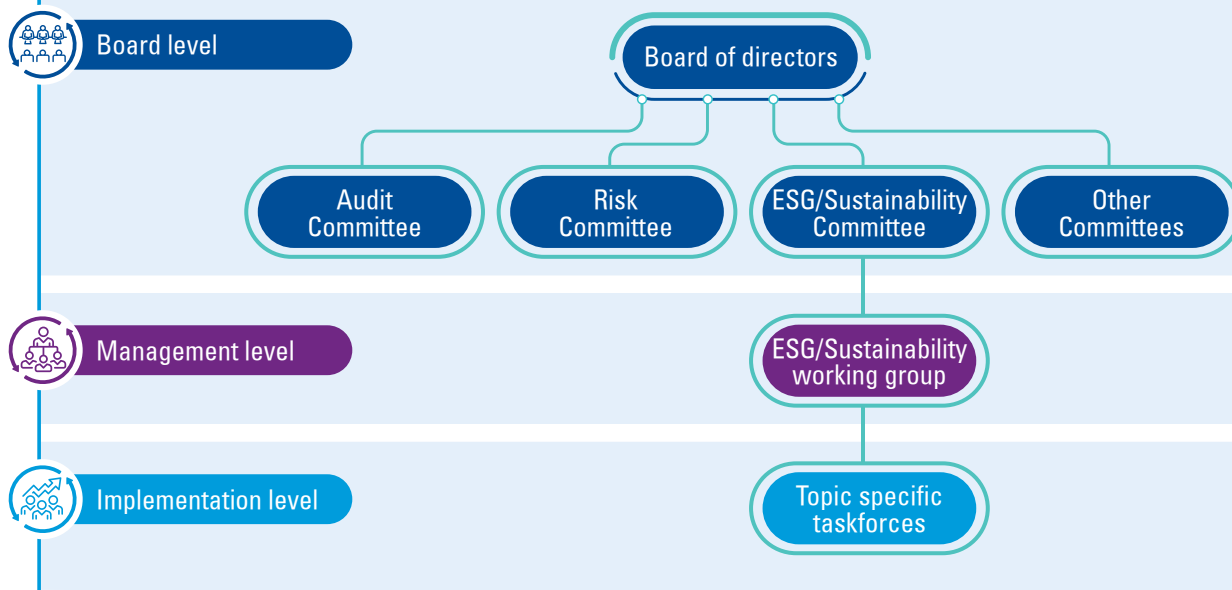 Board level
Board of directors
Audit
Committee
Risk
Committee
ESG/Sustainability
Committee
Other
Committees
Management level
ESG/Sustainability
working group
Implementation level
Topic specific
taskforces